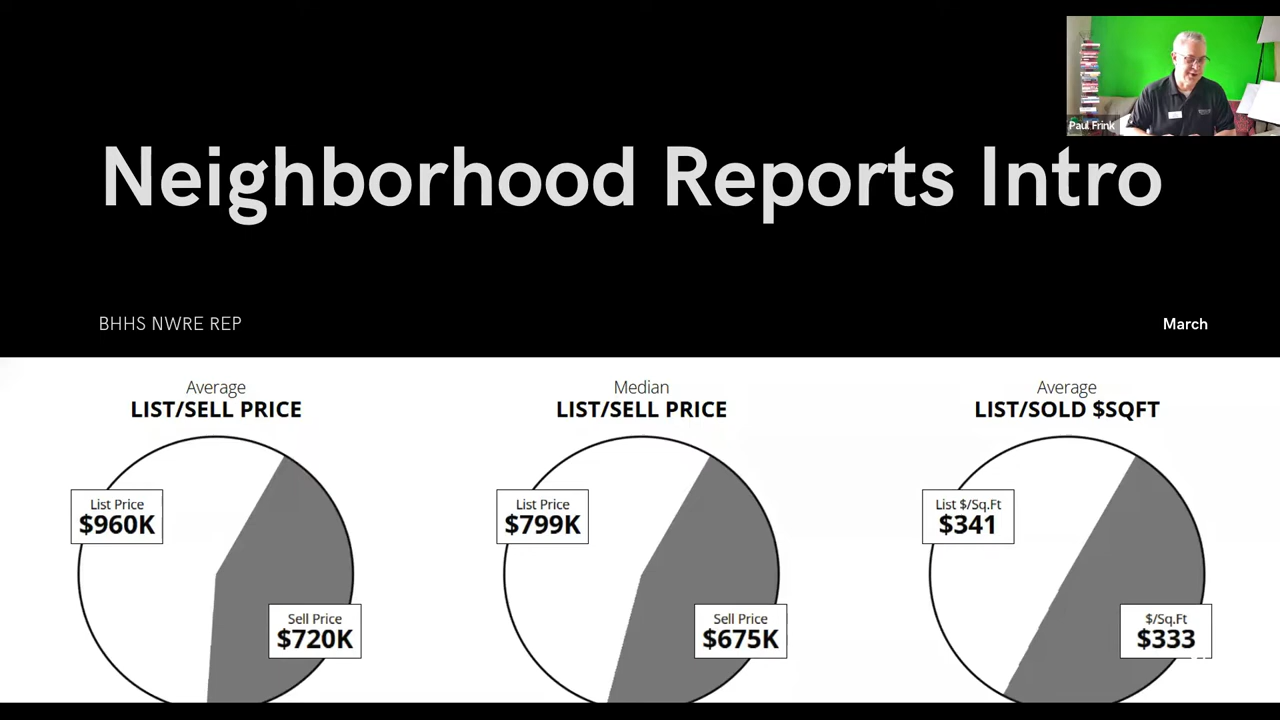 Paul Frink
Neighborhood Reports Intro
BHHS NWRE REP
March
Average
LIST/SELL PRICE
List Price
$960K
Sell Price
$720K
Median
LIST/SELL PRICE
List Price
$799K
Sell Price
$675K
Average
LIST/SOLD $SQFT
List $/Sq.Ft
$341
$/Sq.Ft
$333